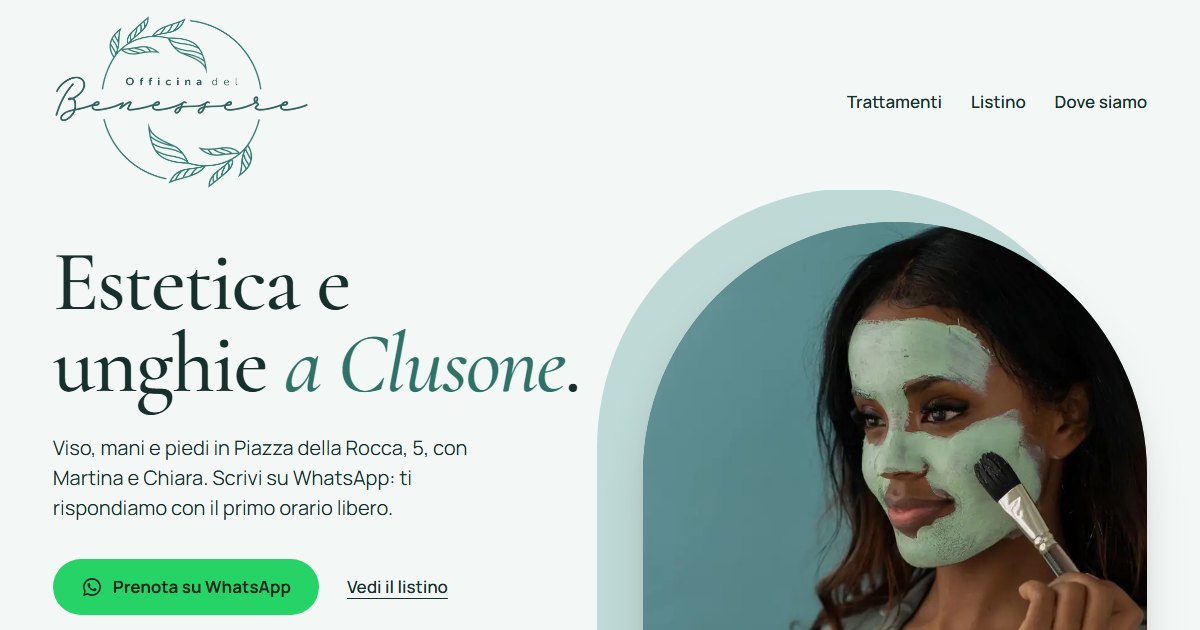 Officina del
Benessere
Trattamenti
Listino
Dove siamo
Estetica e
unghie a Clusone.
Viso, mani e piedi in Piazza della Rocca, 5, con
Martina e Chiara. Scrivi su WhatsApp: ti
rispondiamo con il primo orario libero.
Prenota su WhatsApp
Vedi il listino